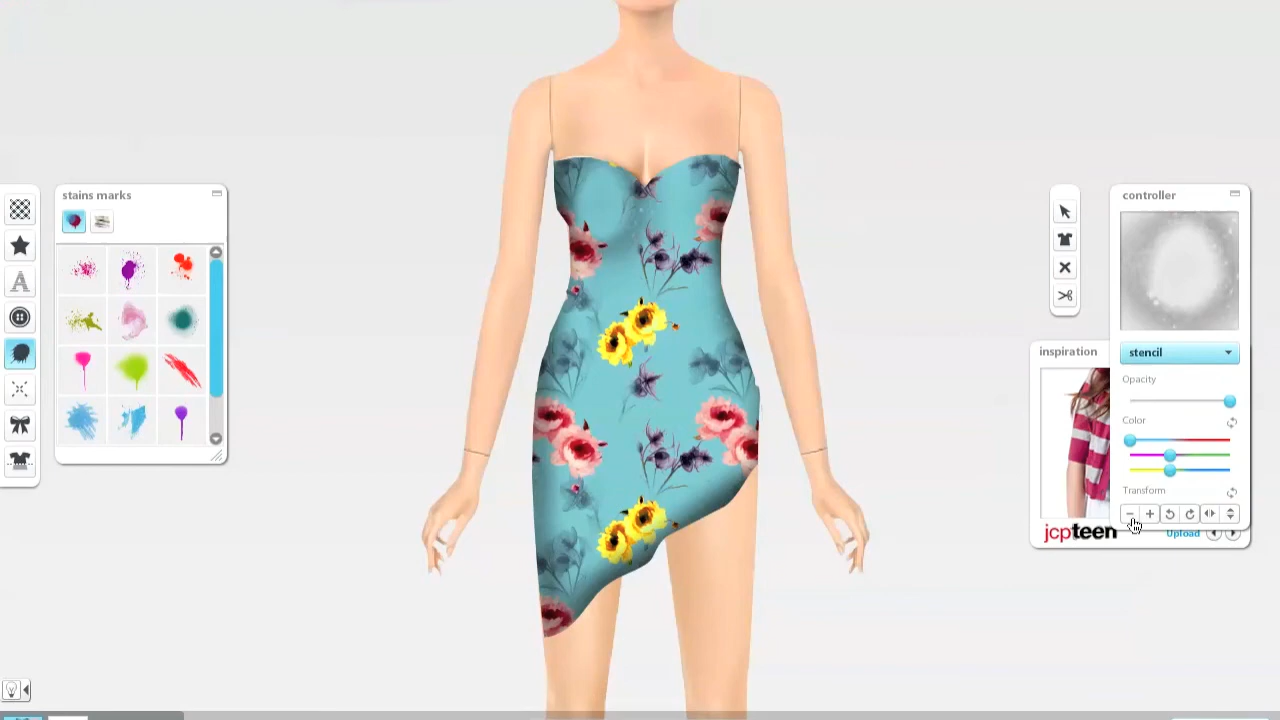 stains marks
A
controller
stencil
inspiration
Opacity
Color
Transform
jcpteen
Upload